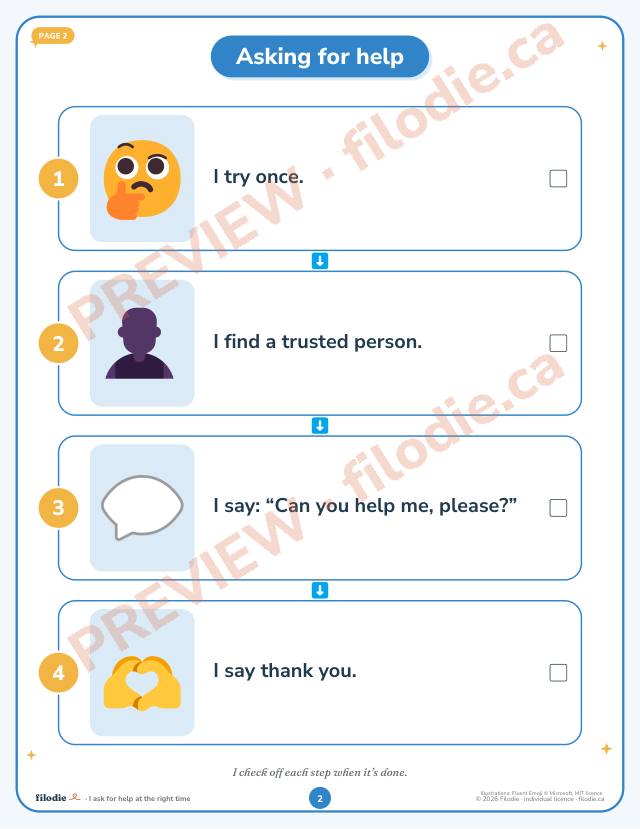 PAGE 2
Asking for help
1
I try once.
2
I find a trusted person.
3
I say: “Can you help me, please?”
4
I say thank you.
PREVIEW · filodie.ca
PREVIEW · filodie.ca
I check off each step when it’s done.
filodie - I ask for help at the right time
2
Illustrations: Fluent Emoji © Microsoft, MIT licence
© 2026 Filodie · Individual licence · filodie.ca